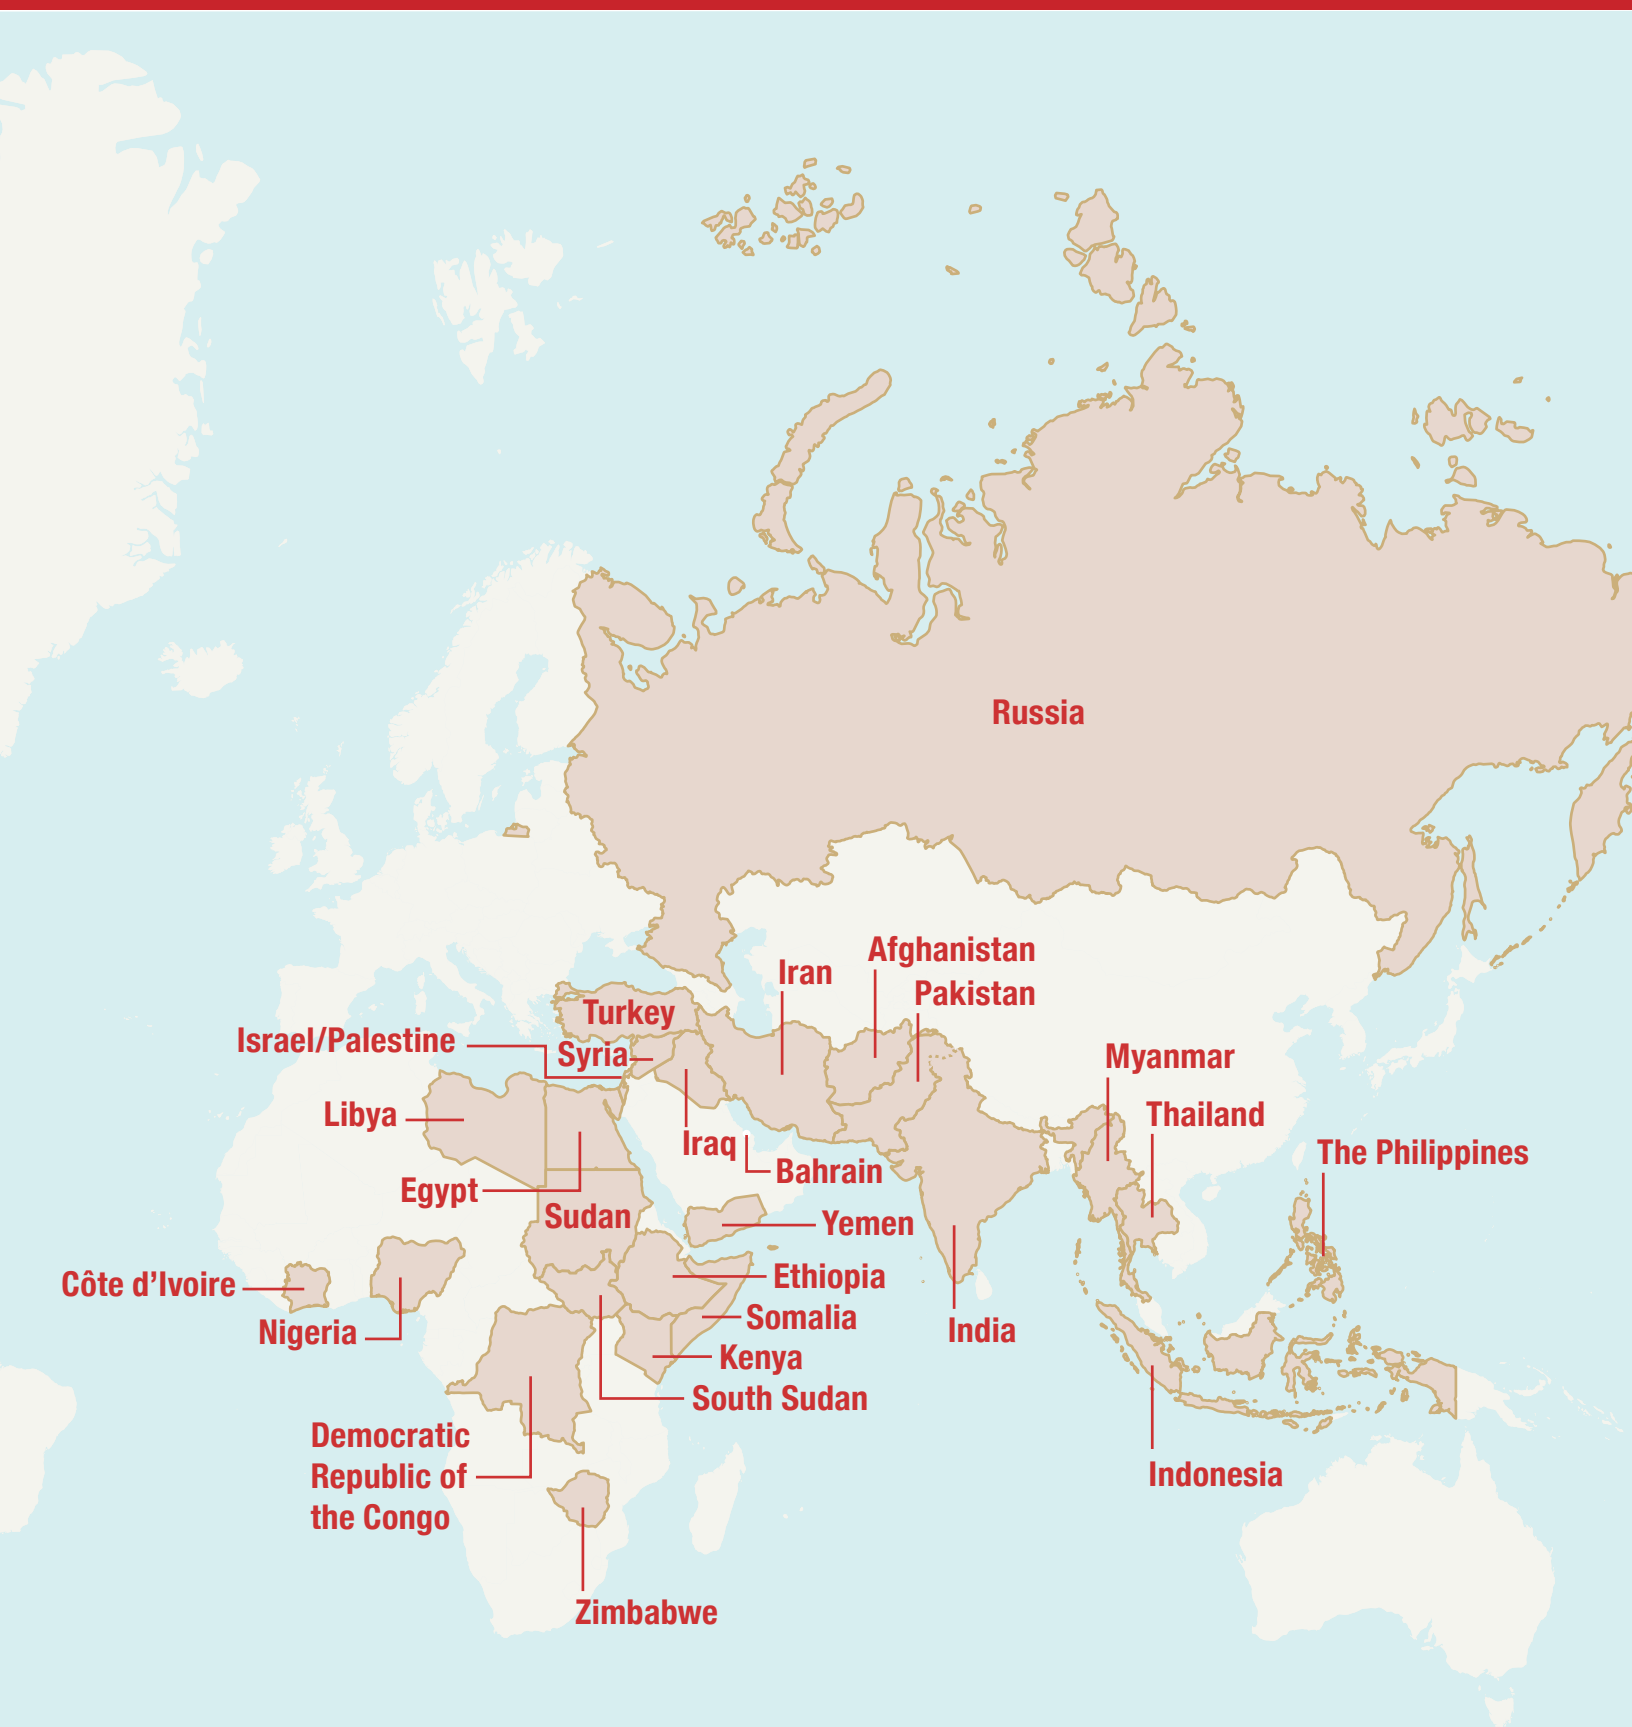 Russia
Afghanistan
Iran
Pakistan
Turkey
Israel/Palestine
Syria
Myanmar
Libya
Thailand
Iraq
The Philippines
Bahrain
Egypt
Sudan
Yemen
Côte d’Ivoire
Ethiopia
Somalia
Nigeria
India
Kenya
South Sudan
Democratic
Republic of
the Congo
Indonesia
Zimbabwe